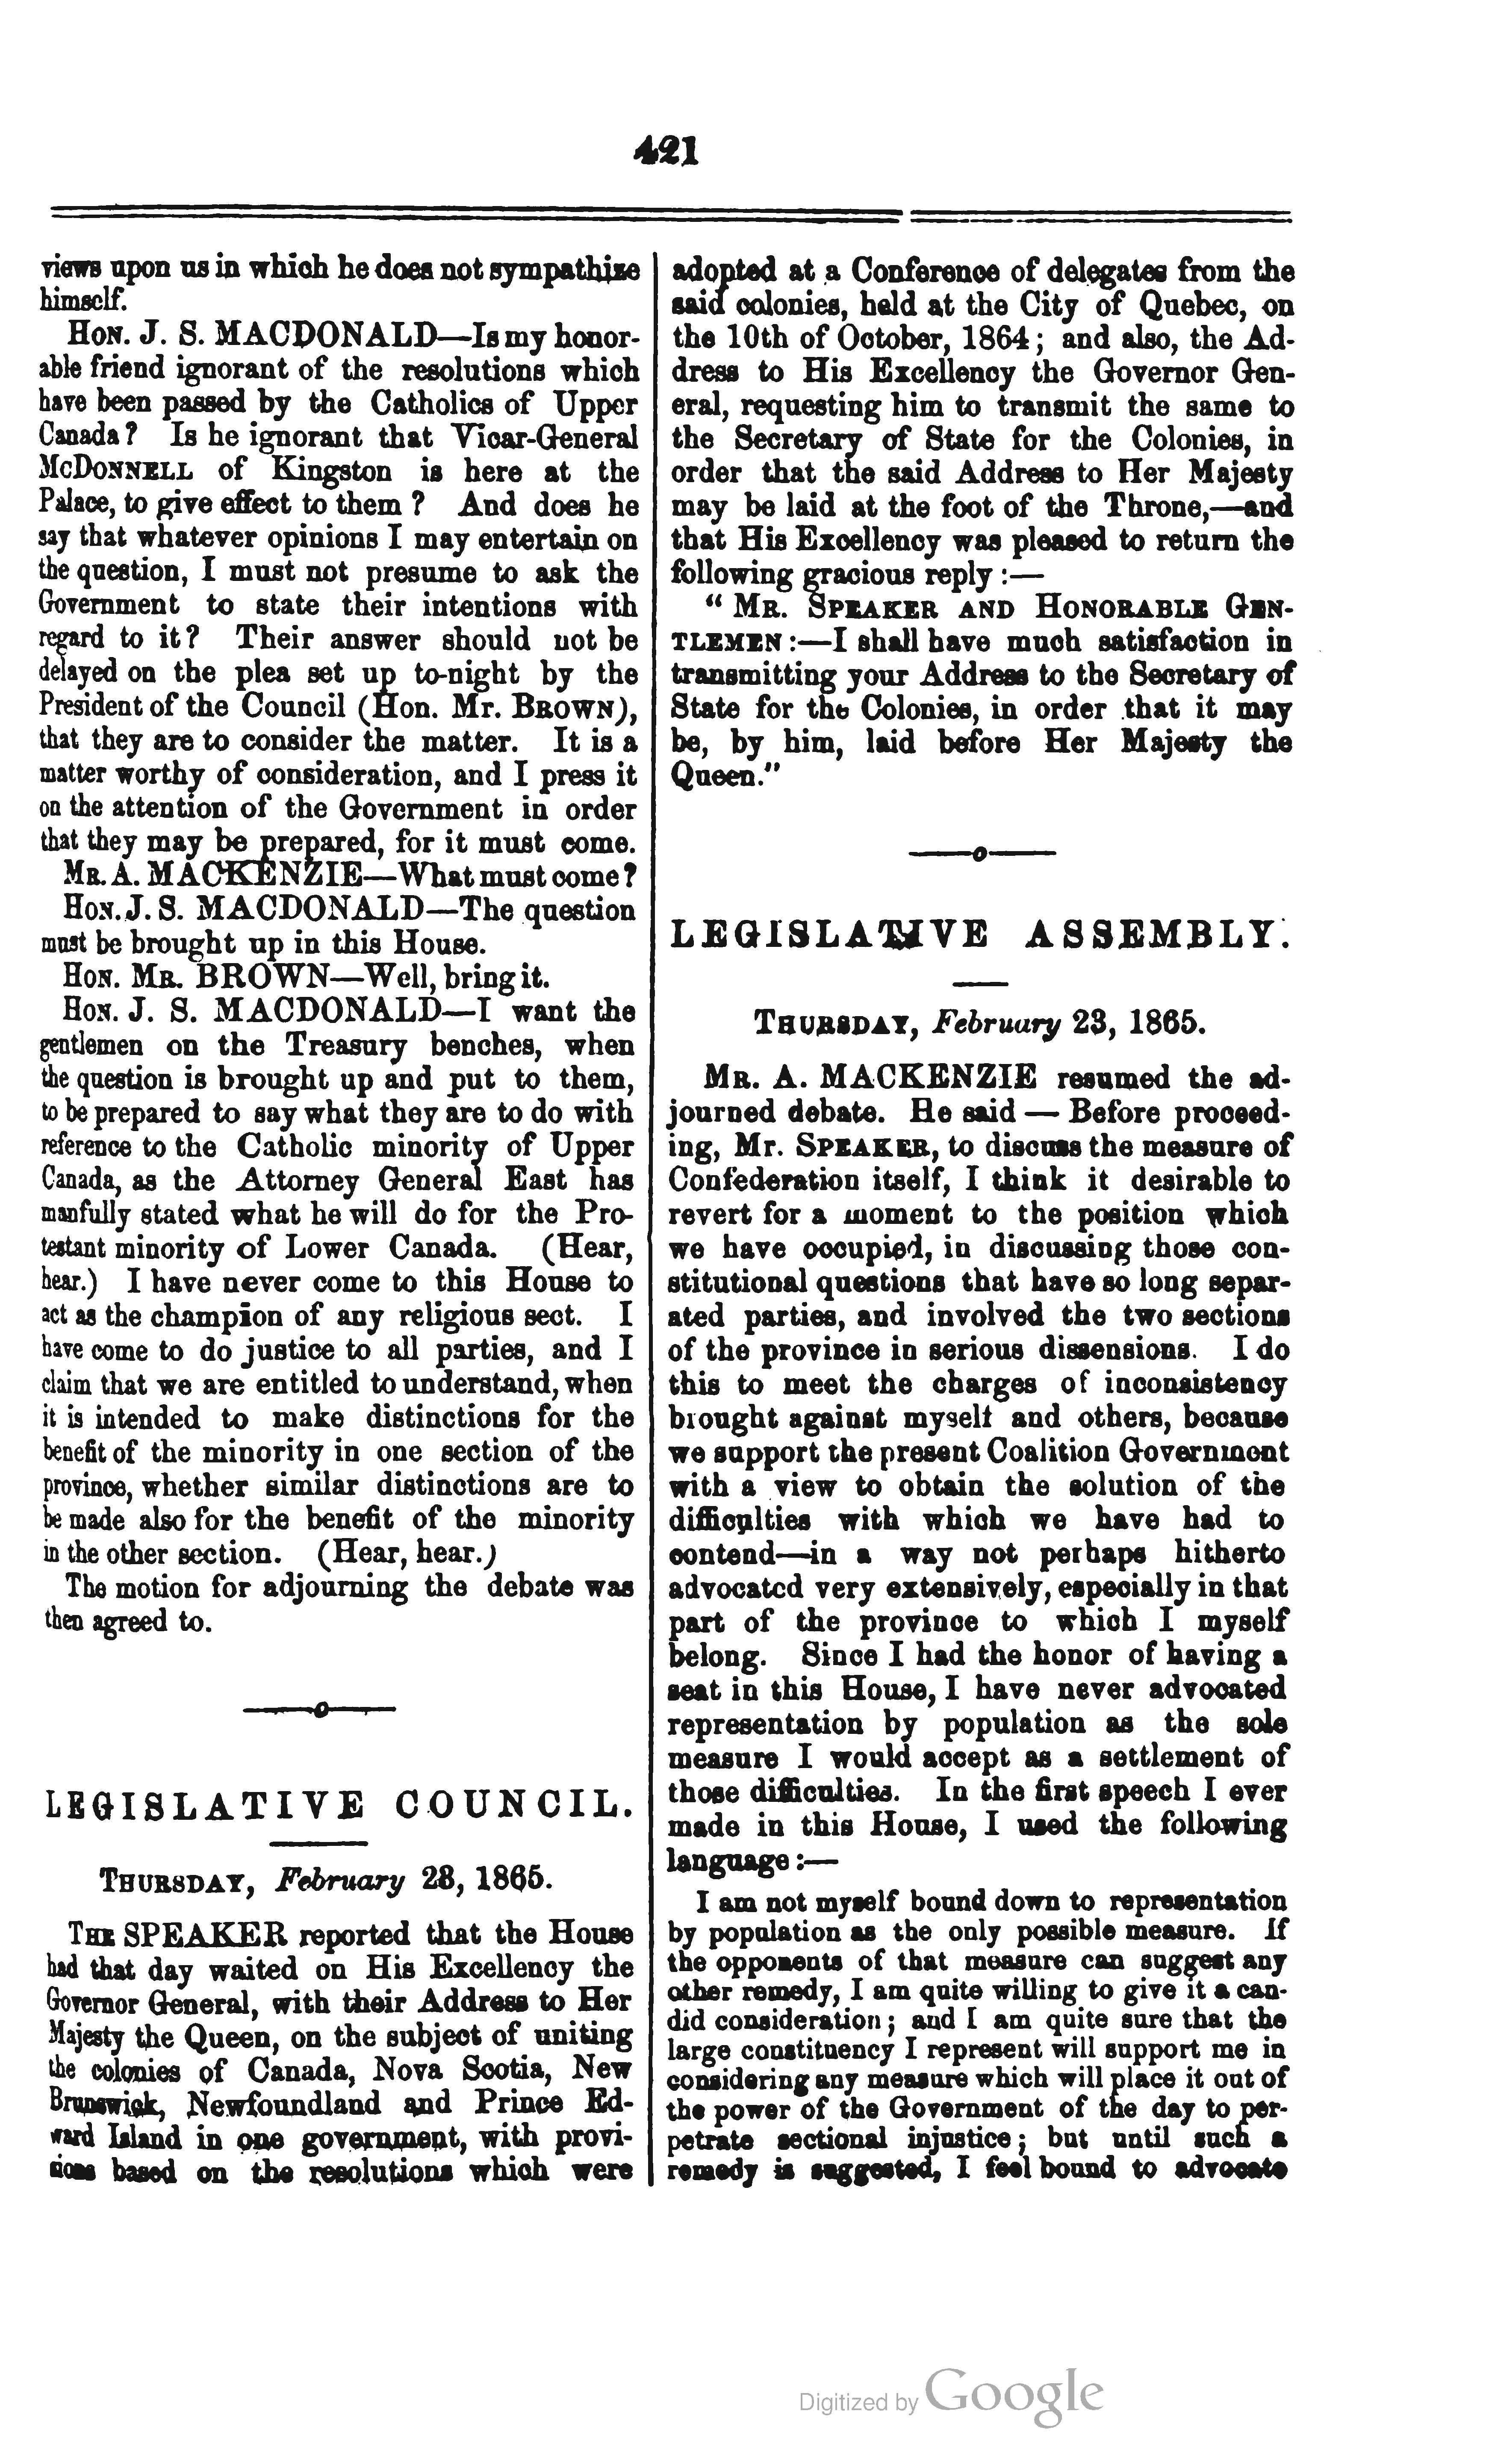 421
views upon us in which he does not sympathize
himself.
HON. J. S. MACDONALD—Is my honor-
able friend ignorant of the resolutions which
have been passed by the Catholics of Upper
Canada? Is he ignorant that Vicar-General
MCDONNELL of Kingston is here at the
Palace, to give effect to them? And does he
say that whatever opinions I may entertain on
the question, I must not presume to ask the
Government to state their intentions with
regard to it? Their answer should not be
delayed on the plea set up to-night by the
President of the Council (Hon. Mr. BROWN),
that they are to consider the matter. It is a
matter worthy of consideration, and I press it
on the attention of the Government in order
that they may be prepared, for it must come.
MR. A. MACKENZIE—What must come?
HON. J. S. MACDONALD—The question
must be brought up in this House.
HON. MR. BROWN—Well, bring it.
HON. J. S. MACDONALD—I want the
gentlemen on the Treasury benches, when
the question is brought up and put to them,
to be prepared to say what they are to do with
reference to the Catholic minority of Upper
Canada, as the Attorney General East has
manfully stated what he will do for the Pro-
testant minority of Lower Canada. (Hear,
hear.) I have never come to this House to
act as the champion of any religious sect. I
have come to do justice to all parties, and I
claim that we are entitled to understand, when
it is intended to make distinctions for the
benefit of the minority in one section of the
province, whether similar distinctions are to
be made also for the benefit of the minority
in the other section. (Hear, hear.)
The motion for adjourning the debate was
then agreed to.
LEGISLATIVE COUNCIL.
THURSDAY, February 23, 1865.
THE SPEAKER reported that the House
had that day waited on His Excellency the
Governor General, with their Address to Her
Majesty the Queen, on the subject of uniting
the colonies of Canada, Nova Scotia, New
Brunswick, Newfoundland and Prince Ed-
ward Island in one government, with provi-
sions based on the resolutions which were
adopted at a Conference of delegates from the
said colonies, held at the City of Quebec, on
the 10th of October, 1864; and also, the Ad-
dress to His Excellency the Governor Gen-
eral, requesting him to transmit the same to
the Secretary of State for the Colonies, in
order that the said Address to Her Majesty
may be laid at the foot of the Throne,—and
that His Excellency was pleased to return the
following gracious reply:—
"MR. SPEAKER AND HONORABLE GEN-
TLEMEN:—I shall have much satisfaction in
transmitting your Address to the Secretary of
State for the Colonies, in order that it may
be, by him, laid before Her Majesty the
Queen."
LEGISLATIVE ASSEMBLY.
THURSDAY, February 23, 1865.
MR. A. MACKENZIE resumed the ad-
journed debate. He said — Before proceed-
ing, Mr. SPEAKER, to discuss the measure of
Confederation itself, I think it desirable to
revert for a moment to the position which
we have occupied, in discussing those con-
stitutional questions that have so long separ-
ated parties, and involved the two sections
of the province in serious dissensions. I do
this to meet the charges of inconsistency
brought against myself and others, because
we support the present Coalition Government
with a view to obtain the solution of the
difficulties with which we have had to
contend—in a way not perhaps hitherto
advocated very extensively, especially in that
part of the province to which I myself
belong. Since I had the honor of having a
seat in this House, I have never advocated
representation by population as the sole
measure I would accept as a settlement of
those difficulties. In the first speech I ever
made in this House, I used the following
language:—
I am not myself bound down to representation
by population as the only possible measure. If
the opponents of that measure can suggest any
other remedy, I am quite willing to give it a can-
did consideration; and I am quite sure that the
large constituency I represent will support me in
considering any measure which will place it out of
the power of the Government of the day to per-
petrate sectional injustice; but until such a
remedy is suggested, I feel bound to advocate
Digitized by Google